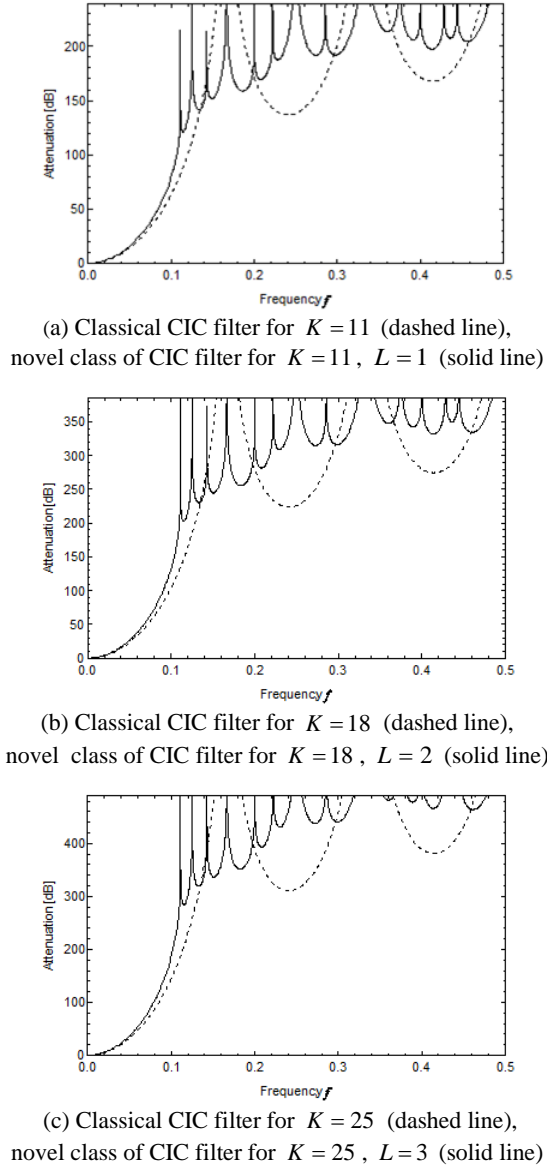 Attenuation [dB]
200
150
100
50
0
0.0 0.1 0.2 0.3 0.4 0.5
Frequency f
(a) Classical CIC filter for K = 11 (dashed line),
novel class of CIC filter for K = 11 , L = 1 (solid line)
Attenuation[dB]
350
300
250
200
150
100
50
0
0.0 0.1 0.2 0.3 0.4 0.5
Frequency f
(b) Classical CIC filter for K = 18 (dashed line),
novel class of CIC filter for K = 18 , L = 2 (solid line)
Attenuation [dB]
400
300
200
100
0
0.0 0.1 0.2 0.3 0.4 0.5
Frequency f
(c) Classical CIC filter for K = 25 (dashed line),
novel class of CIC filter for K = 25 , L = 3 (solid line)